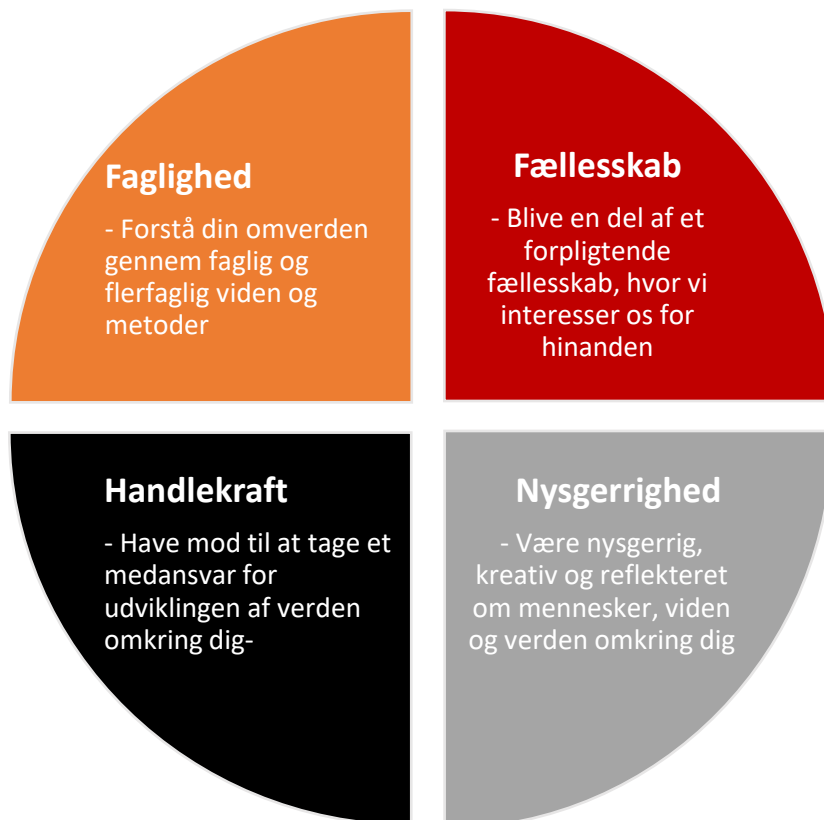 Faglighed
- Forstå din omverden
gennem faglig og
flerfaglig viden og
metoder
Fællesskab
- Blive en del af et
forpligtende
fællesskab, hvor vi
interesser os for
hinanden
Handlekraft
- Have mod til at tage et
medansvar for
udviklingen af verden
omkring dig-
Nysgerrighed
- Være nysgerrig,
kreativ og reflekteret
om mennesker, viden
og verden omkring dig